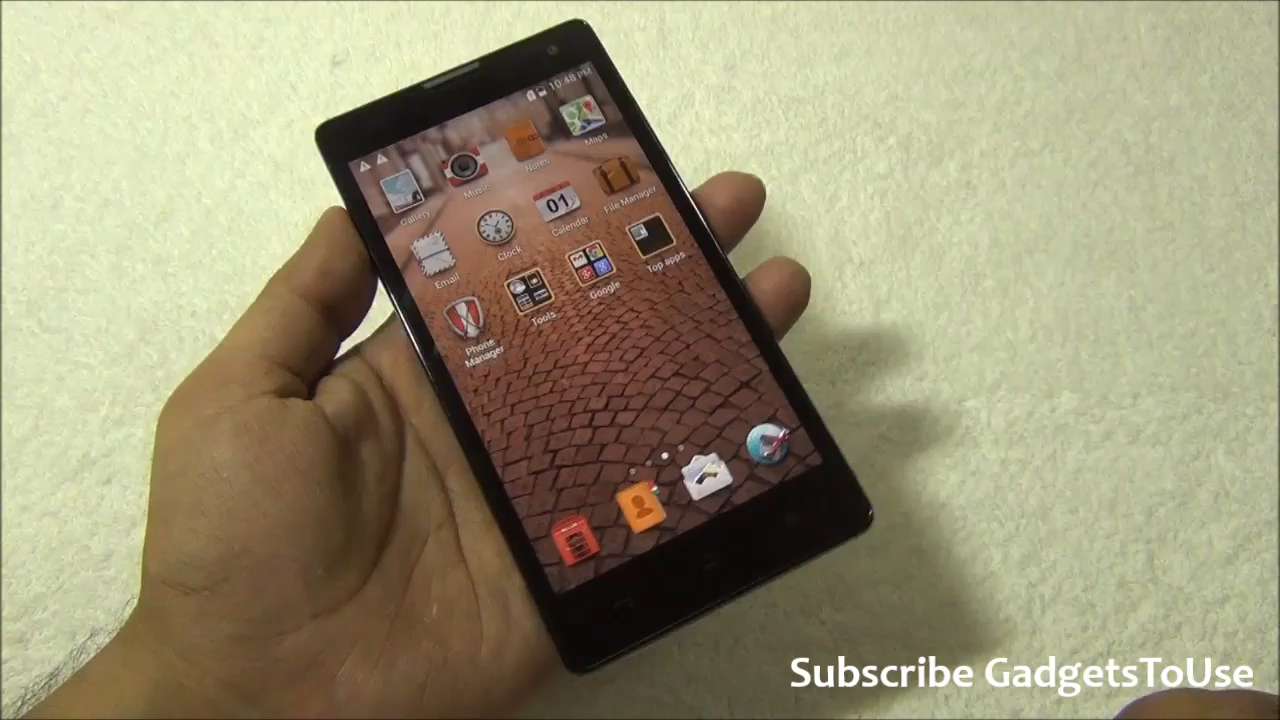 10:48 PM
Gallery
Music
Notes
Maps
Email
Clock
01
Calendar
File Manager
Phone
Manager
Tools
Google
Top apps
Subscribe GadgetsToUse